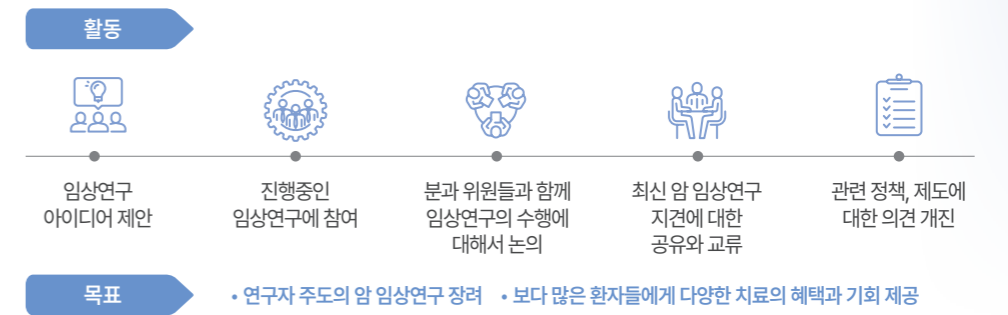 활동
임상연구
아이디어 제안
진행중인
임상연구에 참여
분과 위원들과 함께
임상연구의 수행에
대해서 논의
최신 암 임상연구
지견에 대한
공유와 교류
관련 정책, 제도에
대한 의견 개진
목표
• 연구자 주도의 암 임상연구 장려 • 보다 많은 환자들에게 다양한 치료의 혜택과 기회 제공